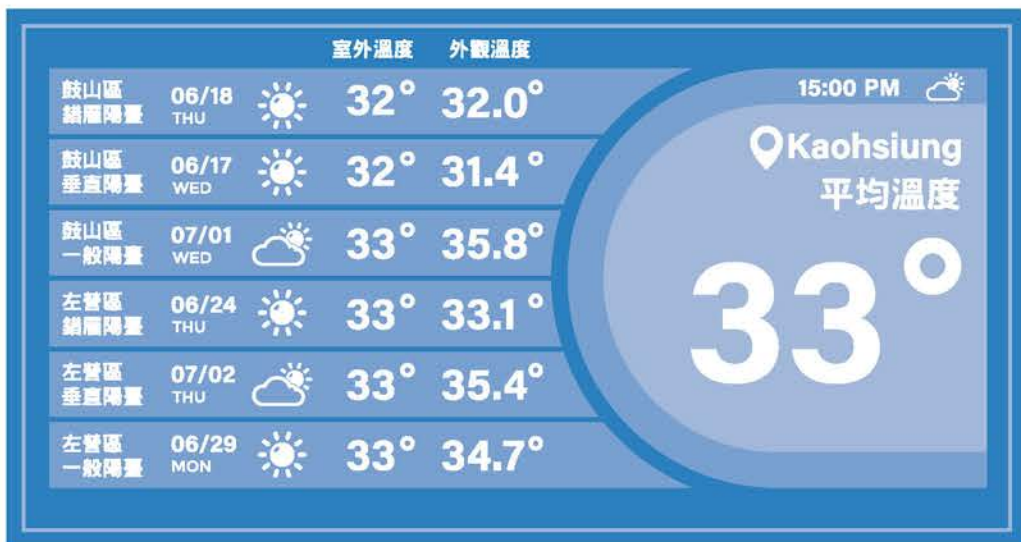 室外溫度 外觀溫度
鼓山區
錯層陽臺 06/18 THU 32° 32.0°
鼓山區
垂直陽臺 06/17 WED 32° 31.4°
鼓山區
一般陽臺 07/01 WED 33° 35.8°
左營區
錯層陽臺 06/24 THU 33° 33.1°
左營區
垂直陽臺 07/02 THU 33° 35.4°
左營區
一般陽臺 06/29 MON 33° 34.7°
15:00 PM
Kaohsiung
平均溫度
33°